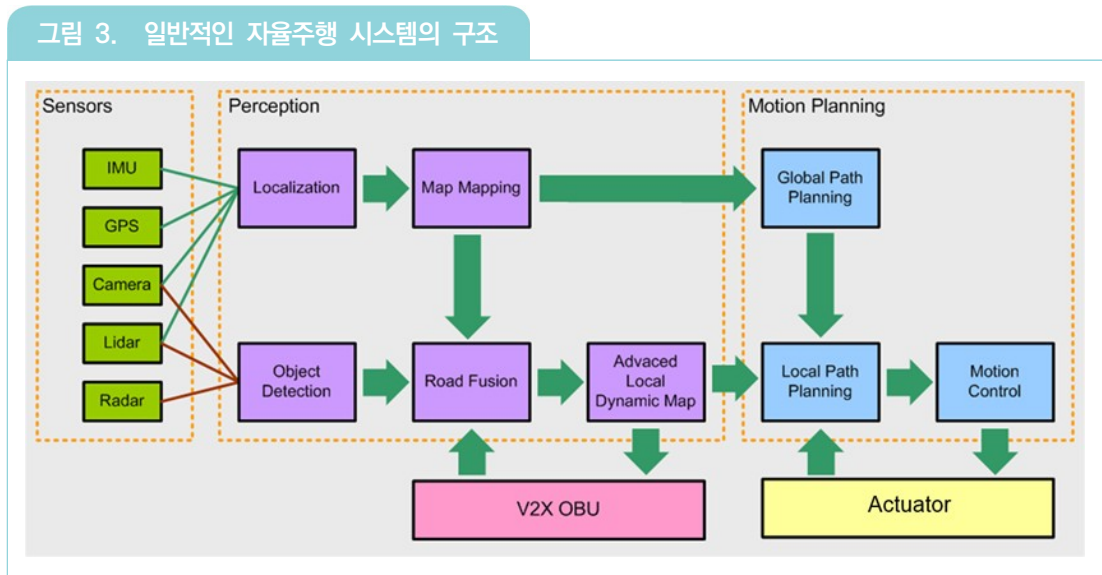 그림 3. 일반적인 자율주행 시스템의 구조
Sensors
IMU
GPS
Camera
Lidar
Radar
Perception
Localization
Map Mapping
Object
Detection
Road Fusion
Advaced
Local
Dynamic Map
V2X OBU
Motion Planning
Global Path
Planning
Local Path
Planning
Motion
Control
Actuator